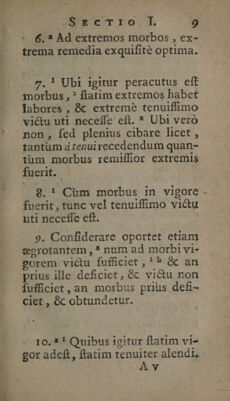 SECTIO I. 9
6. ᵃ Ad extremos morbos , ex-
trema remedia exquiſitè optima.
7. ¹ Ubi igitur peracutus eſt
morbus , ² ſtatim extremos habet
labores , & extremè tenuiſſimo
victu uti neceſſe eſt. ᵃ Ubi verò
non , ſed plenius cibare licet ,
tantùm à tenui recedendum quan-
tùm morbus remiſſior extremis
fuerit.
8. ¹ Cùm morbus in vigore
fuerit , tunc vel tenuiſſimo victu
uti neceſſe eſt.
9. Conſiderare oportet etiam
ægrotantem , ᵃ num ad morbi vi-
gorem victu ſufficiet , ¹ ᵇ & an
prius ille deficiet , & victu non
ſufficiet , an morbus priùs defi-
ciet , & obtundetur.
10. ᵃ ¹ Quibus igitur ſtatim vi-
gor adeſt , ſtatim tenuiter alendi.
A v